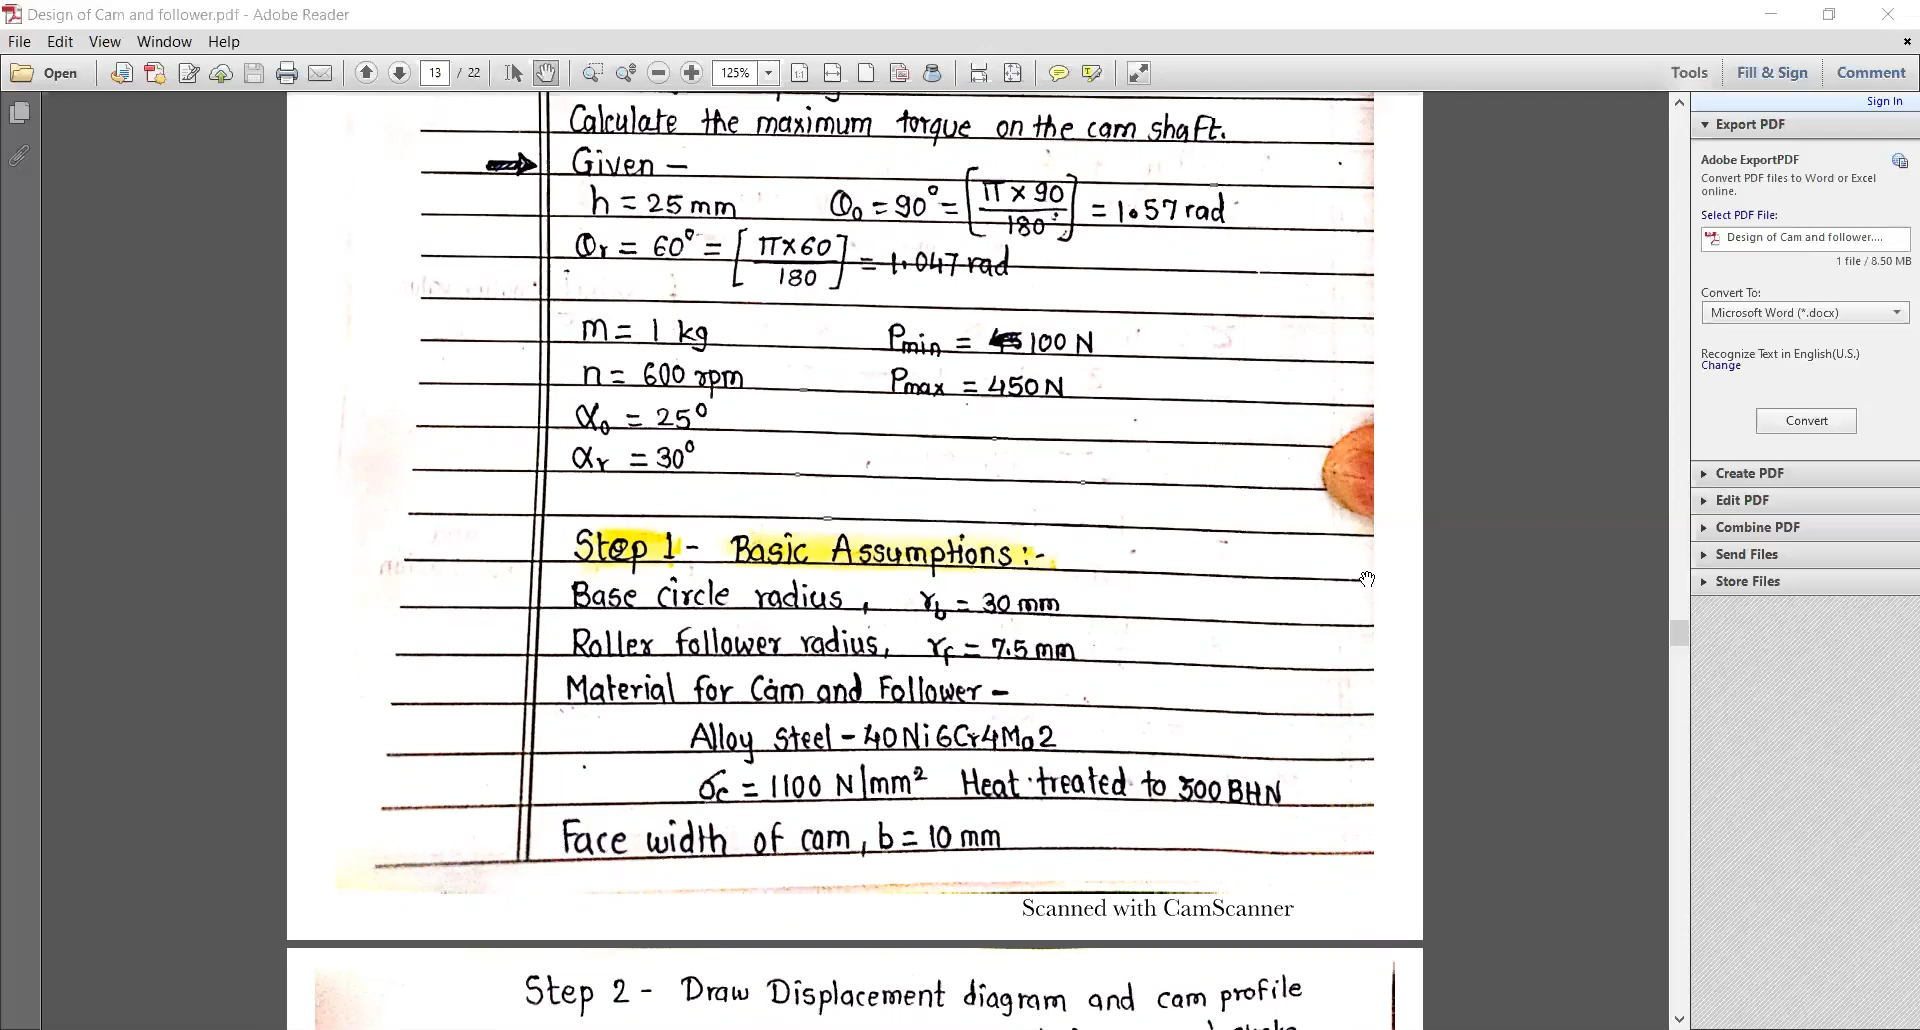 Design of Cam and follower.pdf - Adobe Reader
File Edit View Window Help
Open 13 / 22 125% Tools Fill & Sign Comment
Sign In
Export PDF
Adobe ExportPDF
Convert PDF files to Word or Excel
online.
Select PDF File:
Design of Cam and follower....
1 file / 8.50 MB
Convert To:
Microsoft Word (*.docx)
Recognize Text in English(U.S.)
Change
Convert
Create PDF
Edit PDF
Combine PDF
Send Files
Store Files
Calculate the maximum torque on the cam shaft.
Given -
h = 25 mm θo = 90° = [π × 90 / 180] = 1.57 rad
θr = 60° = [π × 60 / 180] = 1.047 rad
m = 1 kg Pmin = 100 N
n = 600 rpm Pmax = 450 N
αo = 25°
αr = 30°
Step 1 - Basic Assumptions:-
Base circle radius, rb = 30 mm
Roller follower radius, rf = 7.5 mm
Material for Cam and Follower -
Alloy Steel - 40Ni6Cr4Mo2
σc = 1100 N/mm² Heat treated to 500 BHN
Face width of cam, b = 10 mm
Scanned with CamScanner
Step 2 - Draw Displacement diagram and cam profile